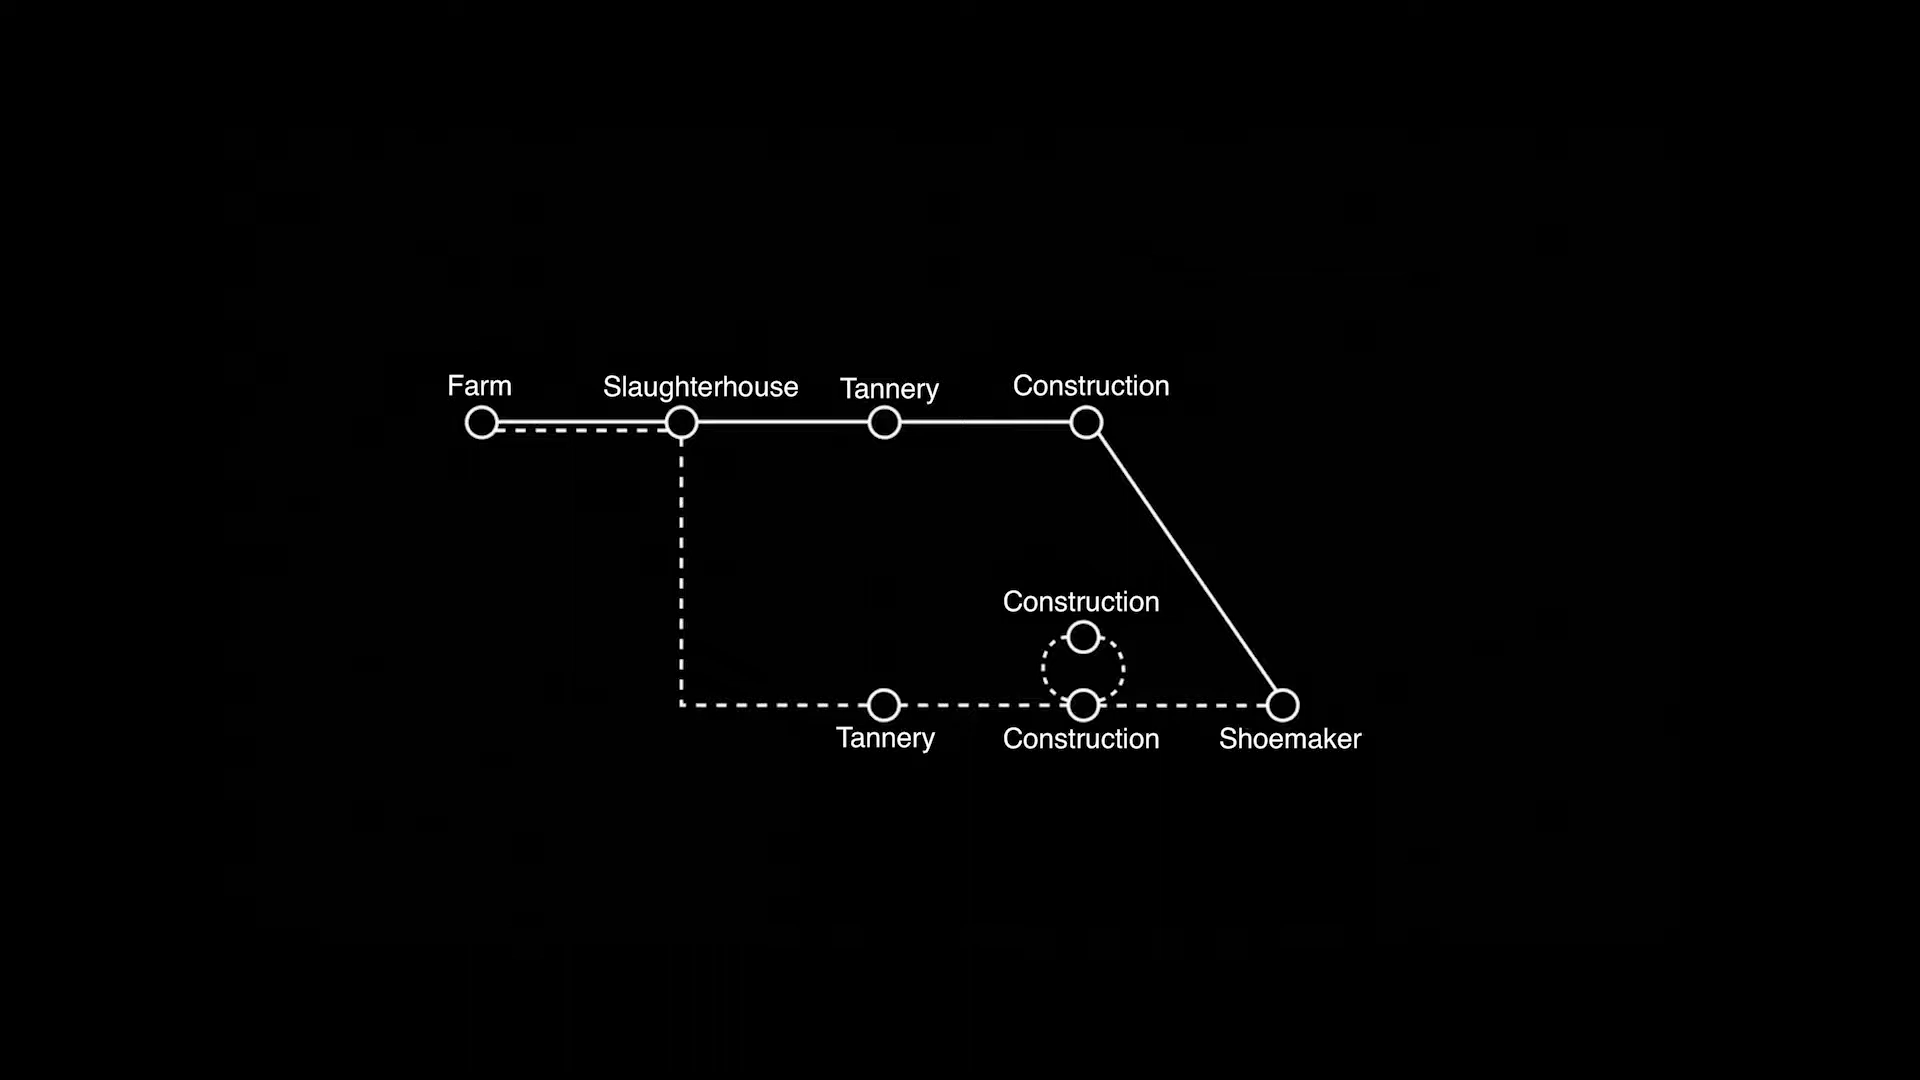 Farm
Slaughterhouse
Tannery
Construction
Construction
Tannery
Construction
Shoemaker